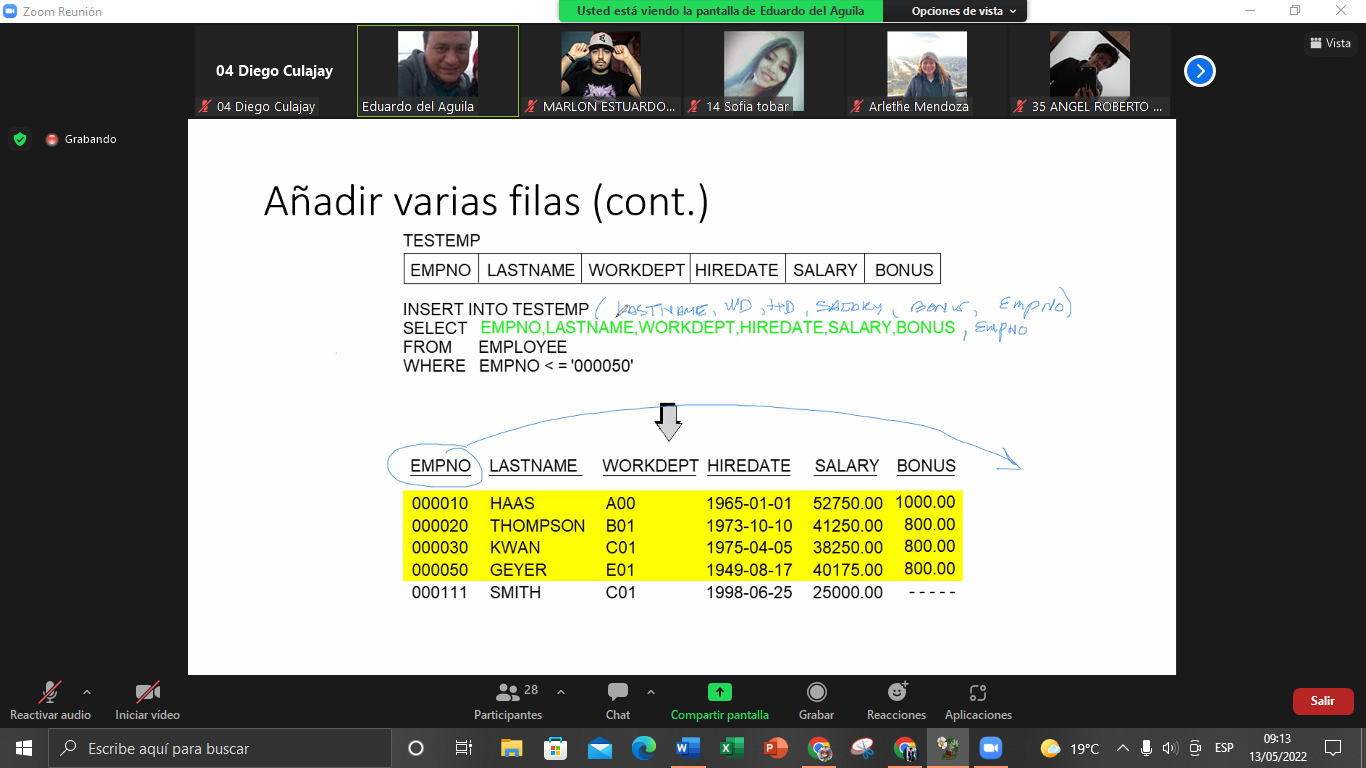 Zoom Reunión
Usted está viendo la pantalla de Eduardo del Aguila
Opciones de vista
Vista
04 Diego Culajay
04 Diego Culajay
Eduardo del Aguila
MARLON ESTUARDO...
14 Sofia tobar
Arlethe Mendoza
35 ANGEL ROBERTO ...
Grabando
Añadir varias filas (cont.)
TESTEMP
EMPNO LASTNAME WORKDEPT HIREDATE SALARY BONUS
INSERT INTO TESTEMP ( LASTNAME, WD, HD, SALARY, BONUS, EMPNO)
SELECT EMPNO,LASTNAME,WORKDEPT,HIREDATE,SALARY,BONUS , EMPNO
FROM EMPLOYEE
WHERE EMPNO < = '000050'
EMPNO LASTNAME WORKDEPT HIREDATE SALARY BONUS
000010 HAAS A00 1965-01-01 52750.00 1000.00
000020 THOMPSON B01 1973-10-10 41250.00 800.00
000030 KWAN C01 1975-04-05 38250.00 800.00
000050 GEYER E01 1949-08-17 40175.00 800.00
000111 SMITH C01 1998-06-25 25000.00 - - - - -
Reactivar audio
Iniciar vídeo
28
Participantes
Chat
Compartir pantalla
Grabar
Reacciones
Aplicaciones
Salir
Escribe aquí para buscar
19°C
ESP
09:13
13/05/2022